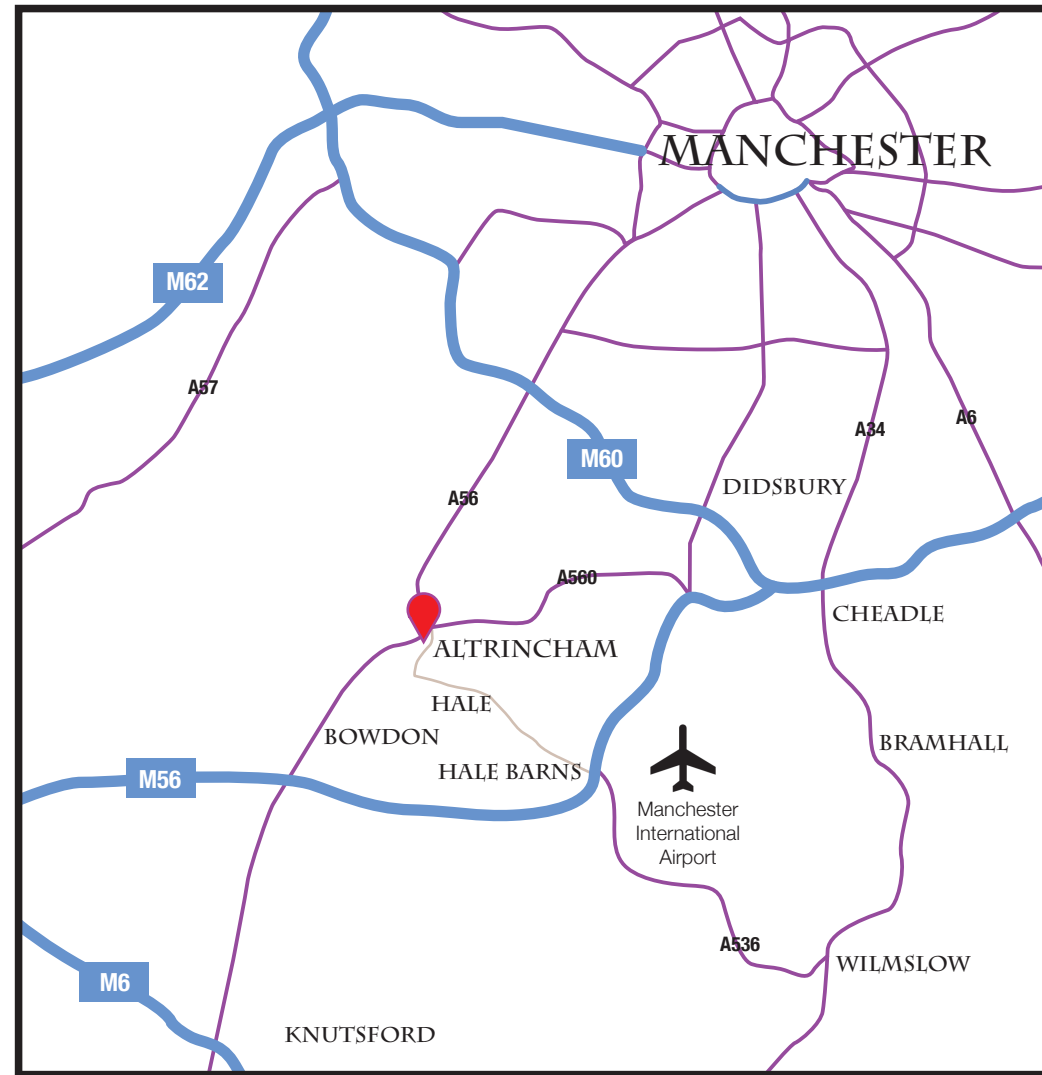 MANCHESTER
M62
A57
A34
A6
M60
DIDSBURY
A56
A560
CHEADLE
ALTRINCHAM
HALE
BOWDON
BRAMHALL
HALE BARNS
M56
Manchester
International
Airport
A536
WILMSLOW
M6
KNUTSFORD